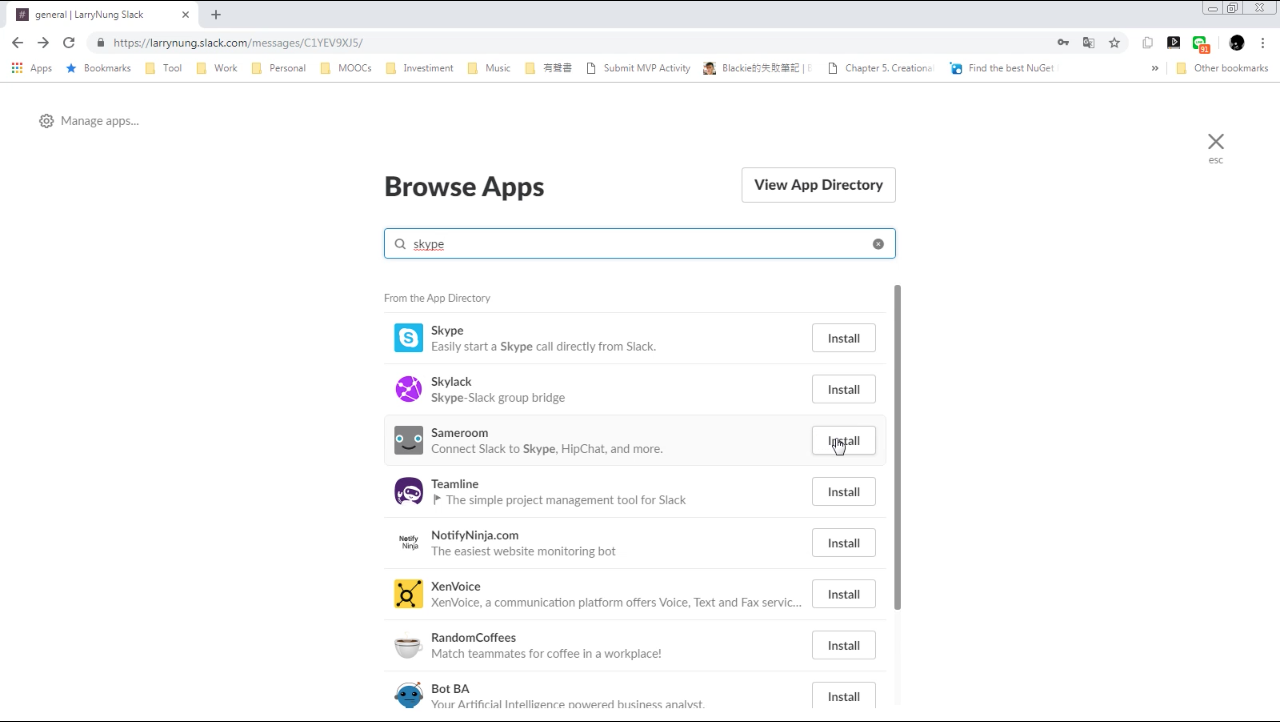 general | LarryNung Slack
https://larrynung.slack.com/messages/C1YEV9XJ5/
91
Apps Bookmarks Tool Work Personal MOOCs Investiment Music 有聲書 Submit MVP Activity Blackie的失敗筆記 | Chapter 5. Creationa Find the best NuGet » Other bookmarks
Manage apps...
esc
Browse Apps
View App Directory
skype
From the App Directory
Skype
Easily start a Skype call directly from Slack.
Install
Skylack
Skype-Slack group bridge
Install
Sameroom
Connect Slack to Skype, HipChat, and more.
Install
Teamline
The simple project management tool for Slack
Install
Notify
Ninja
NotifyNinja.com
The easiest website monitoring bot
Install
XenVoice
XenVoice, a communication platform offers Voice, Text and Fax servic...
Install
RandomCoffees
Match teammates for coffee in a workplace!
Install
Bot BA
Your Artificial Intelligence powered business analyst.
Install